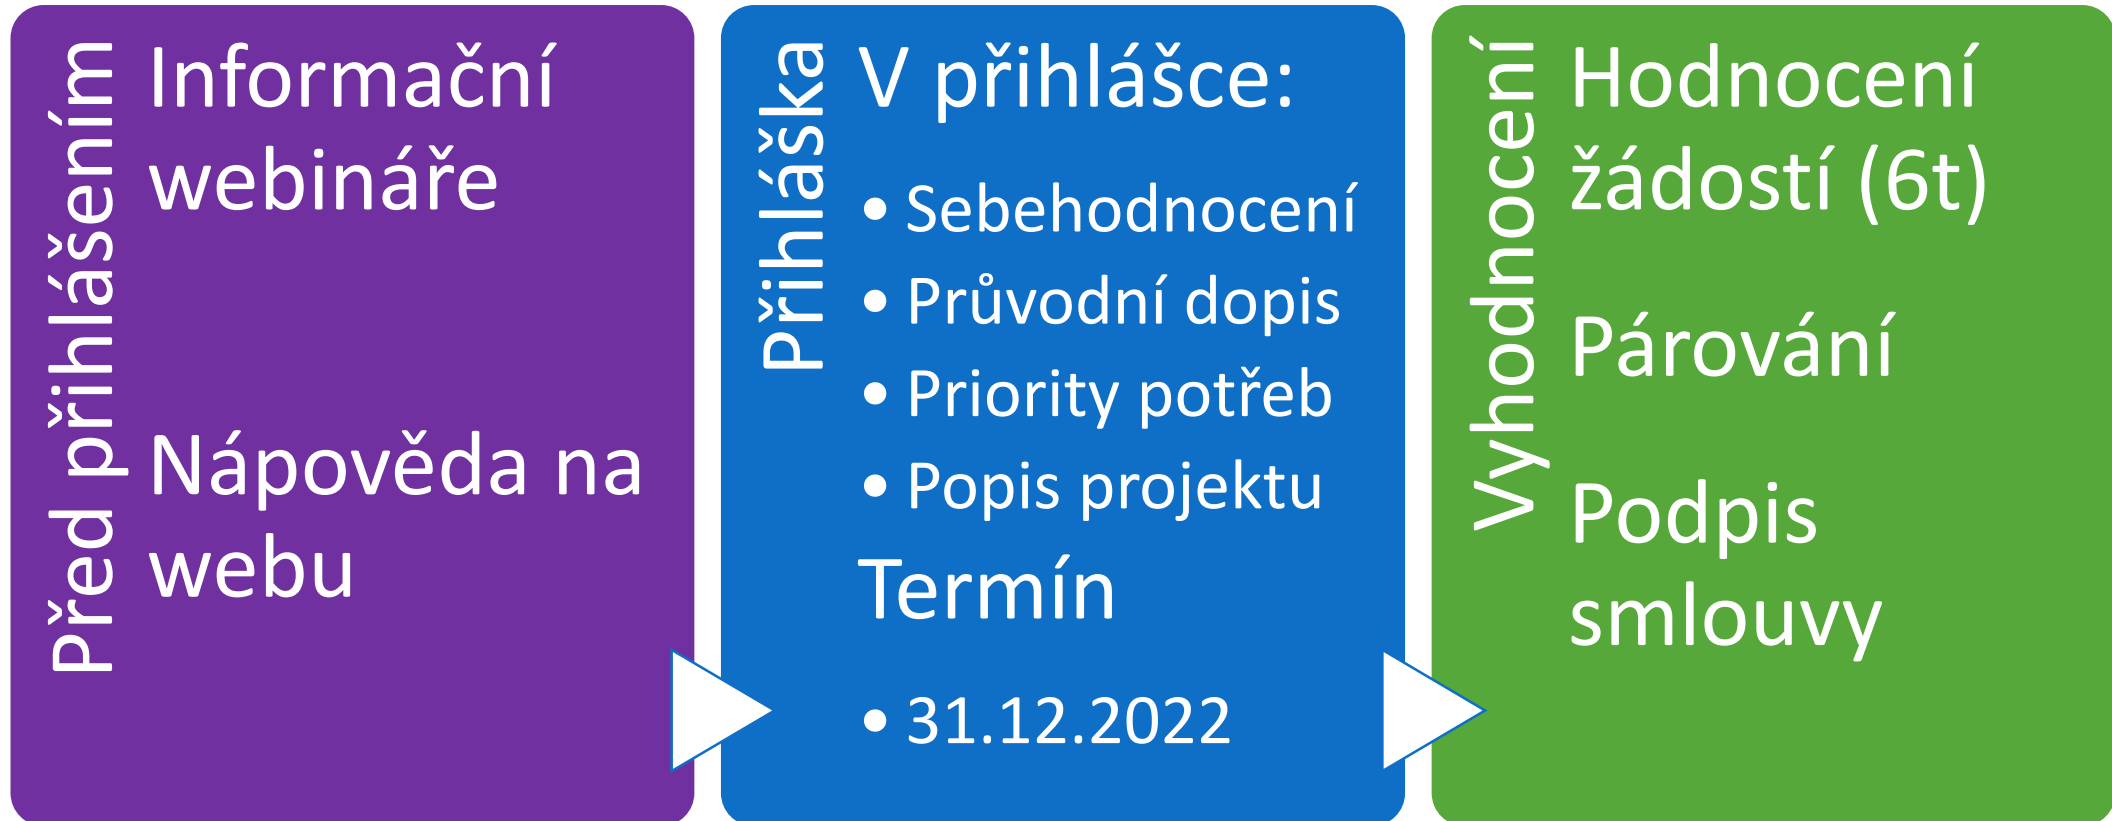 Před přihlášením
Informační
webináře
Nápověda na
webu
Přihláška
V přihlášce:
• Sebehodnocení
• Průvodní dopis
• Priority potřeb
• Popis projektu
Termín
• 31.12.2022
Vyhodnocení
Hodnocení
žádostí (6t)
Párování
Podpis
smlouvy